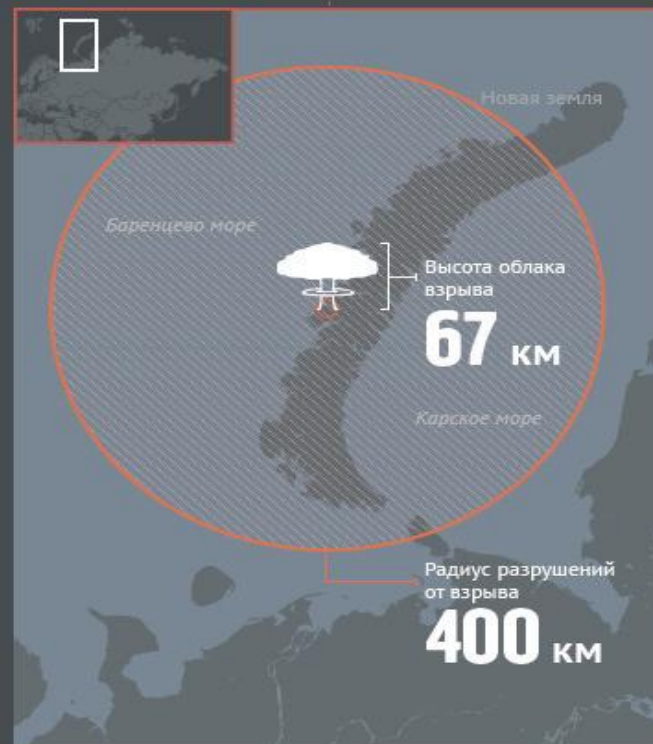 Новая земля
Баренцево море
Высота облака
взрыва
67 км
Карское море
Радиус разрушений
от взрыва
400 км